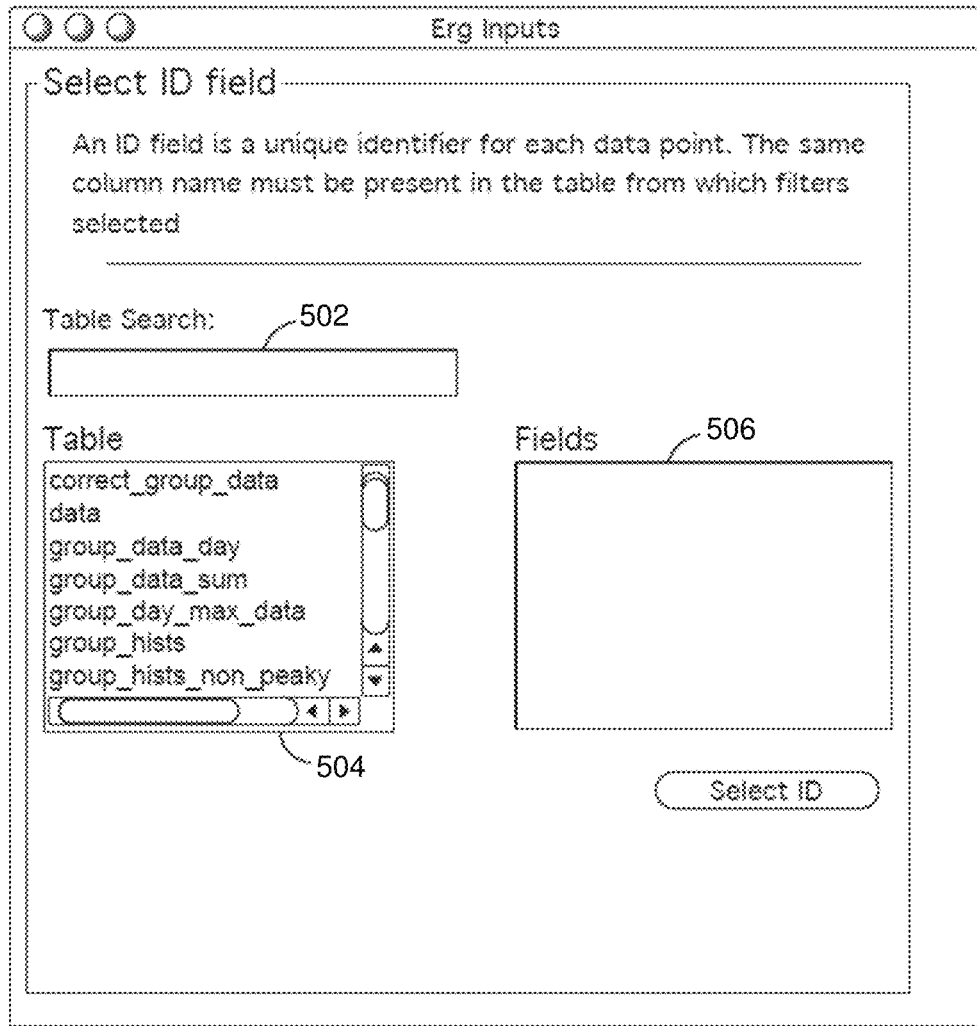 Erg Inputs
Select ID field
An ID field is a unique identifier for each data point. The same
column name must be present in the table from which filters
selected
Table Search:
502
Table
Fields
506
correct_group_data
data
group_data_day
group_data_sum
group_day_max_data
group_hists
group_hists_non_peaky
504
Select ID